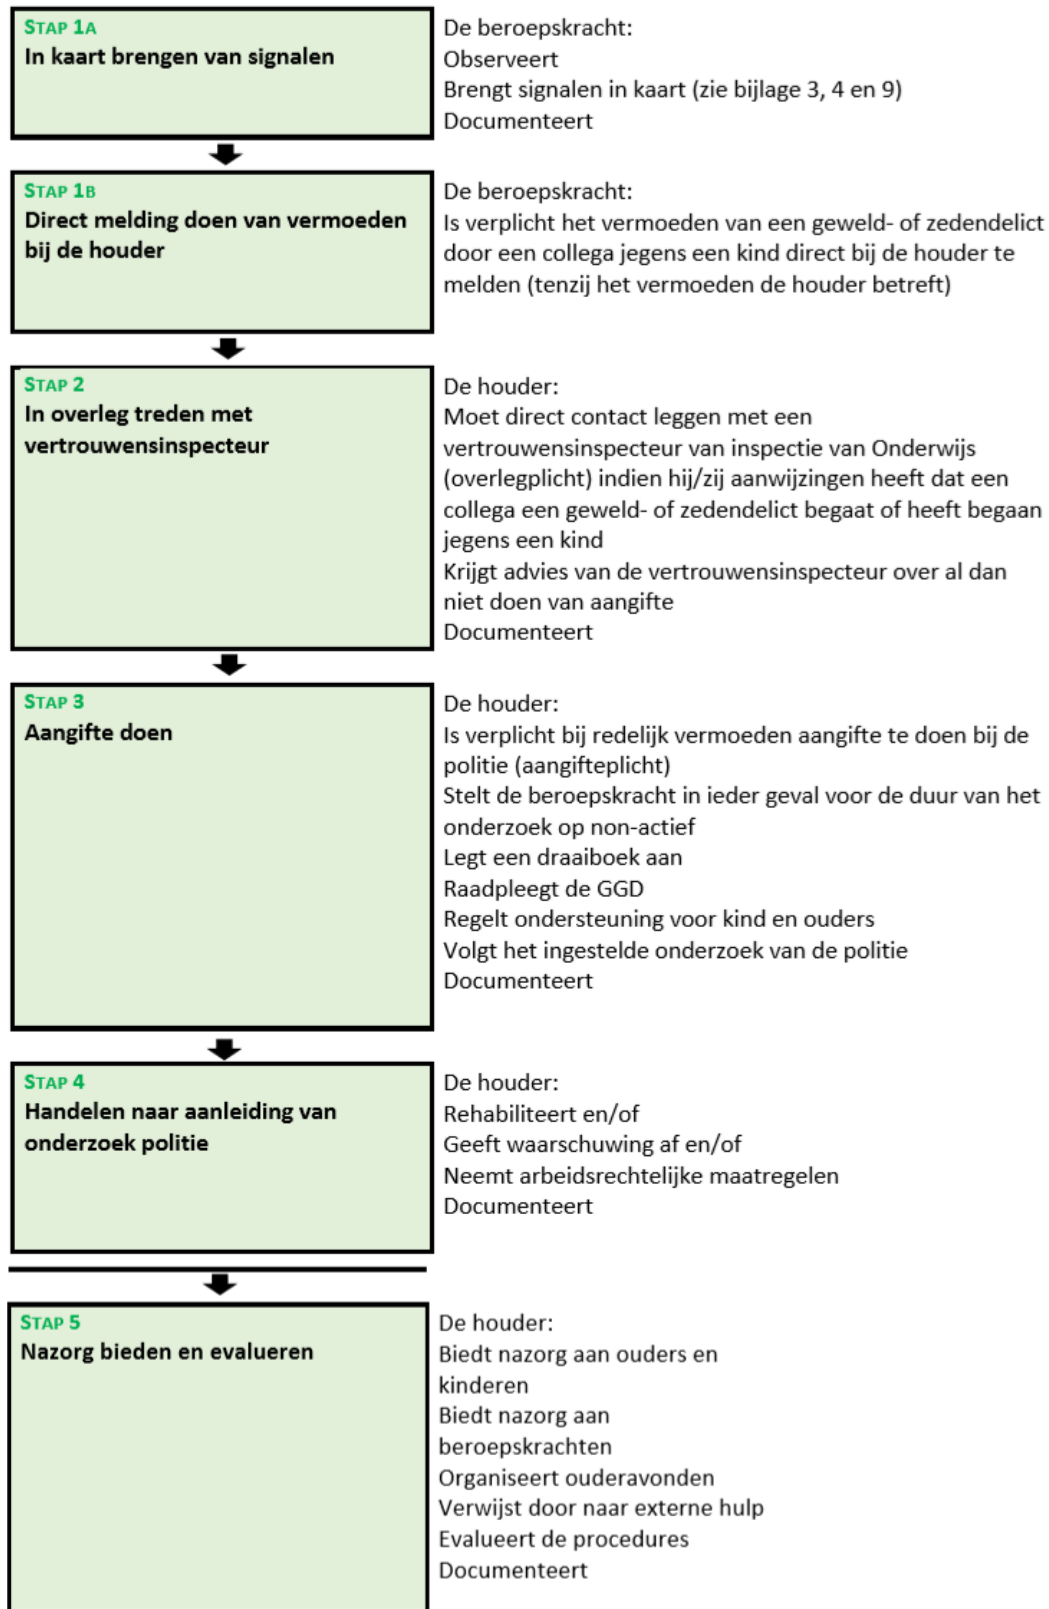 STAP 1A
In kaart brengen van signalen
De beroepskracht:
Observeert
Brengt signalen in kaart (zie bijlage 3, 4 en 9)
Documenteert
STAP 1B
Direct melding doen van vermoeden
bij de houder
De beroepskracht:
Is verplicht het vermoeden van een geweld- of zedendelict
door een collega jegens een kind direct bij de houder te
melden (tenzij het vermoeden de houder betreft)
STAP 2
In overleg treden met
vertrouwensinspecteur
De houder:
Moet direct contact leggen met een
vertrouwensinspecteur van inspectie van Onderwijs
(overlegplicht) indien hij/zij aanwijzingen heeft dat een
collega een geweld- of zedendelict begaat of heeft begaan
jegens een kind
Krijgt advies van de vertrouwensinspecteur over al dan
niet doen van aangifte
Documenteert
STAP 3
Aangifte doen
De houder:
Is verplicht bij redelijk vermoeden aangifte te doen bij de
politie (aangifteplicht)
Stelt de beroepskracht in ieder geval voor de duur van het
onderzoek op non-actief
Legt een draaiboek aan
Raadpleegt de GGD
Regelt ondersteuning voor kind en ouders
Volgt het ingestelde onderzoek van de politie
Documenteert
STAP 4
Handelen naar aanleiding van
onderzoek politie
De houder:
Rehabiliteert en/of
Geeft waarschuwing af en/of
Neemt arbeidsrechtelijke maatregelen
Documenteert
STAP 5
Nazorg bieden en evalueren
De houder:
Biedt nazorg aan ouders en
kinderen
Biedt nazorg aan
beroepskrachten
Organiseert ouderavonden
Verwijst door naar externe hulp
Evalueert de procedures
Documenteert